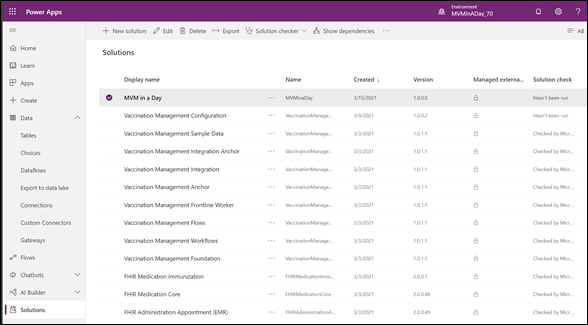 Power Apps
Environment
MVMInADay_70
New solution Edit Delete Export Solution checker Show dependencies ... All
Home
Learn
Apps
Create
Data
Tables
Choices
Dataflows
Export to data lake
Connections
Custom Connectors
Gateways
Flows
Chatbots
AI Builder
Solutions
Solutions
Display name Name Created ↓ Version Managed externa... Solution check
MVM in a Day ... MVMinaDay 3/15/2021 1.0.0.0 Hasn't been run
Vaccination Management Configuration ... VaccinationManage... 3/9/2021 1.0.0.2 Hasn't been run
Vaccination Management Sample Data ... VaccinationManage... 3/3/2021 1.0.1.1 Checked by Micr...
Vaccination Management Integration Anchor ... VaccinationManage... 3/3/2021 1.0.1.1 Checked by Micr...
Vaccination Management Integration ... VaccinationManage... 3/3/2021 1.0.1.1 Checked by Micr...
Vaccination Management Anchor ... VaccinationManage... 3/3/2021 1.0.1.1 Checked by Micr...
Vaccination Management Frontline Worker ... VaccinationManage... 3/3/2021 1.0.1.1 Checked by Micr...
Vaccination Management Flows ... VaccinationManage... 3/3/2021 1.0.1.1 Checked by Micr...
Vaccination Management Workflows ... VaccinationManage... 3/3/2021 1.0.1.1 Checked by Micr...
Vaccination Management Foundation ... VaccinationManage... 3/3/2021 1.0.1.1 Checked by Micr...
FHIR Medication Immunization ... FHIRMedicationImm... 3/3/2021 2.0.0.1 Checked by Micr...
FHIR Medication Core ... FHIRMedicationCore 3/3/2021 2.0.0.48 Checked by Micr...
FHIR Administration Appointment (EMR) ... FHIRAdministrationA... 3/3/2021 2.0.0.49 Checked by Micr...